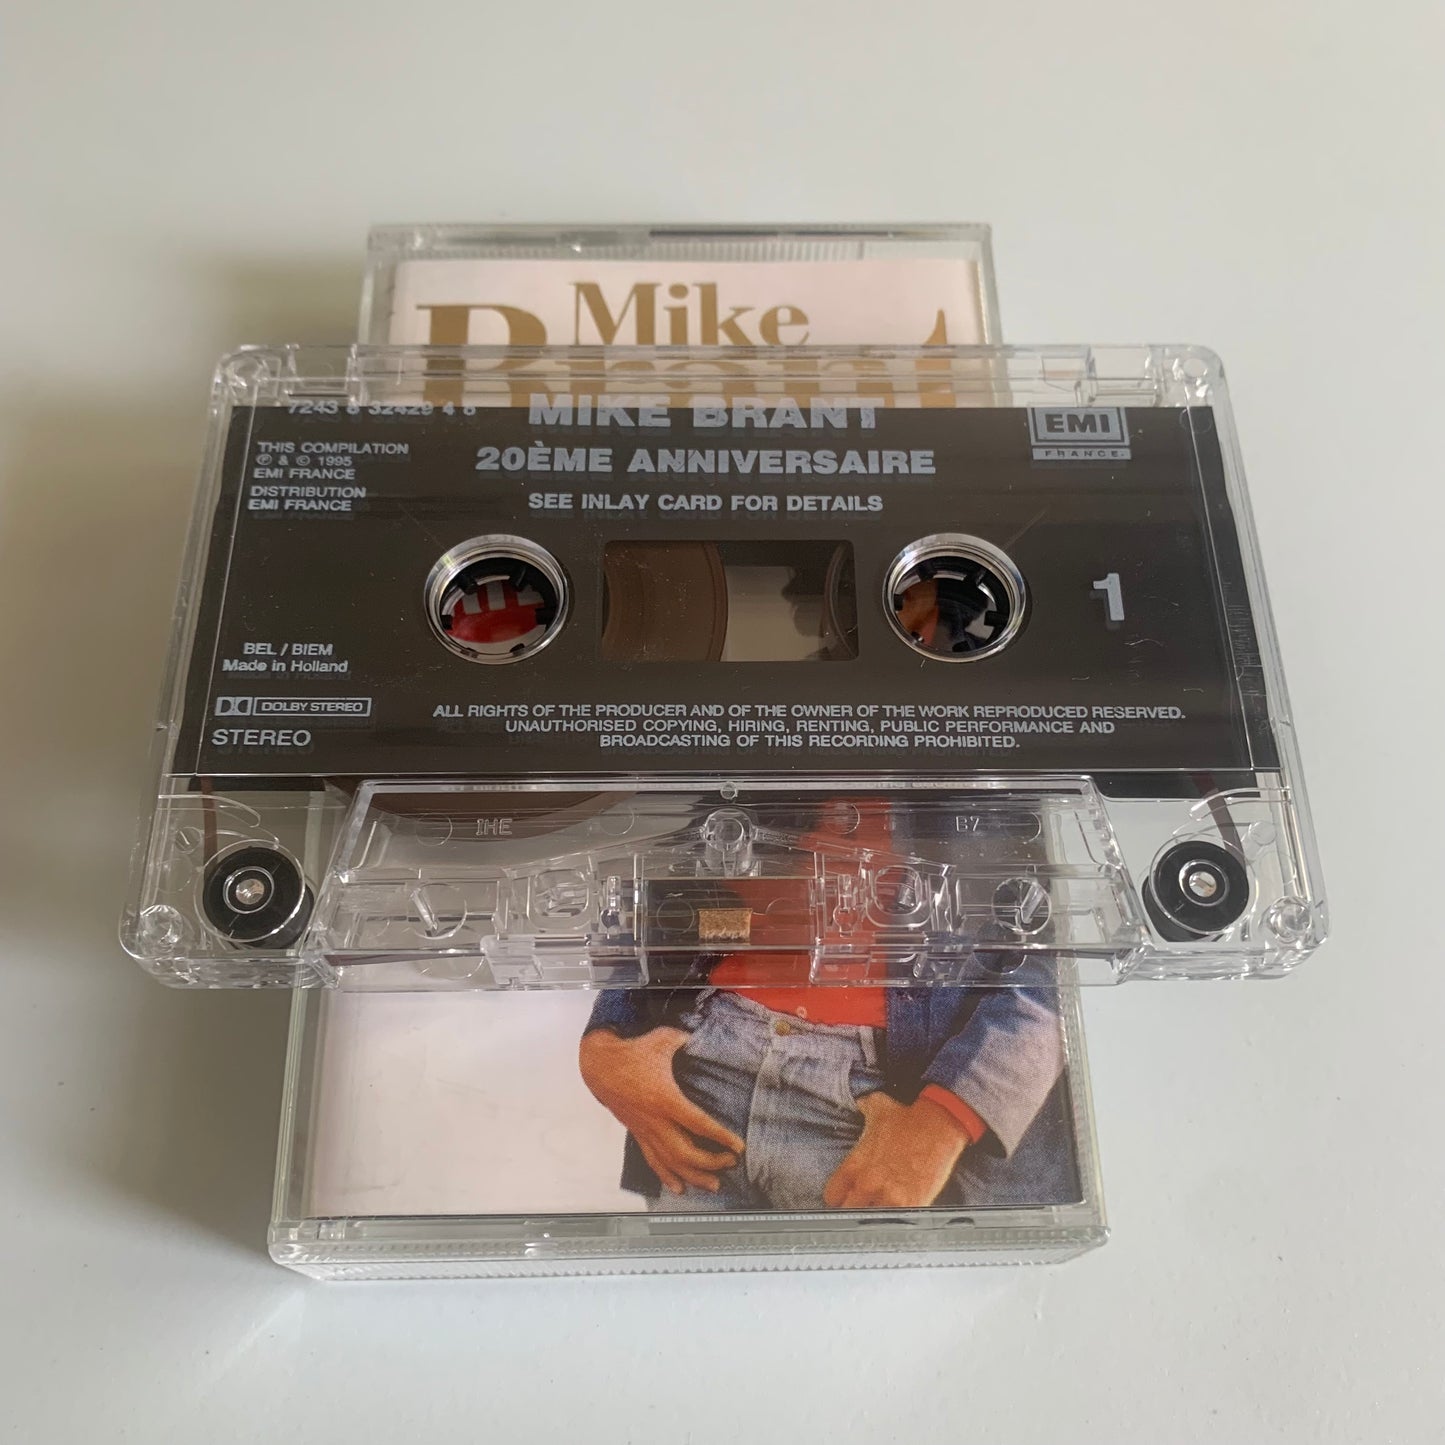 Mike
Brant
7243 8 32429 4 8
MIKE BRANT
EMI
FRANCE
THIS COMPILATION
℗ & © 1995
EMI FRANCE
20ÈME ANNIVERSAIRE
DISTRIBUTION
EMI FRANCE
SEE INLAY CARD FOR DETAILS
1
BEL / BIEM
Made in Holland
DOLBY STEREO
STEREO
ALL RIGHTS OF THE PRODUCER AND OF THE OWNER OF THE WORK REPRODUCED RESERVED.
UNAUTHORISED COPYING, HIRING, RENTING, PUBLIC PERFORMANCE AND
BROADCASTING OF THIS RECORDING PROHIBITED.
IHE
B7